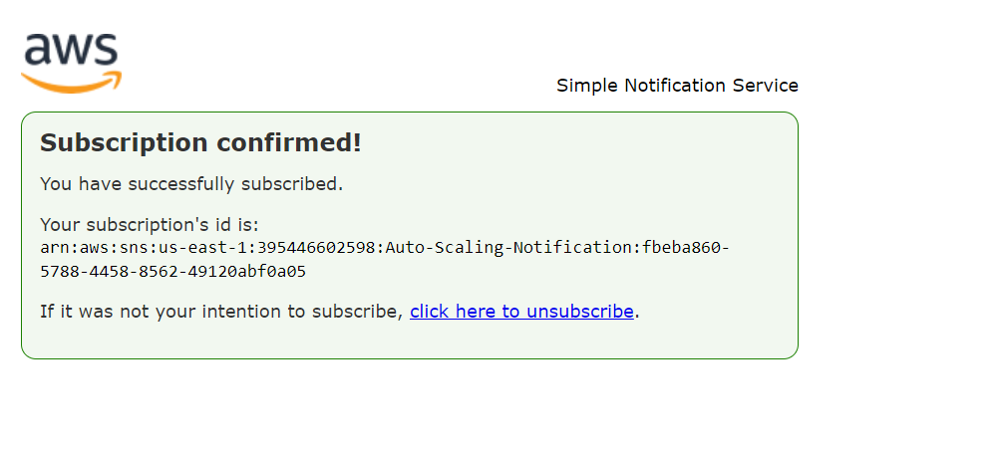 aws
Simple Notification Service
Subscription confirmed!
You have successfully subscribed.
Your subscription's id is:
arn:aws:sns:us-east-1:395446602598:Auto-Scaling-Notification:fbeba860-
5788-4458-8562-49120abf0a05
If it was not your intention to subscribe, click here to unsubscribe.